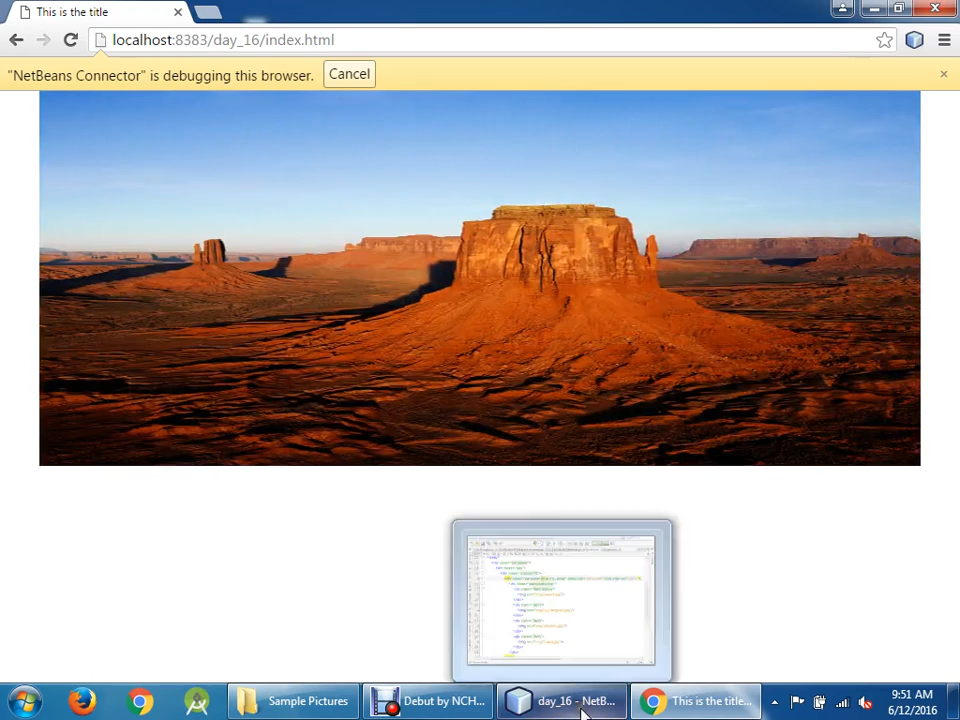 This is the title
localhost:8383/day_16/index.html
"NetBeans Connector" is debugging this browser.
Cancel
Sample Pictures
Debut by NCH...
day_16 - NetB...
This is the title...
9:51 AM
6/12/2016